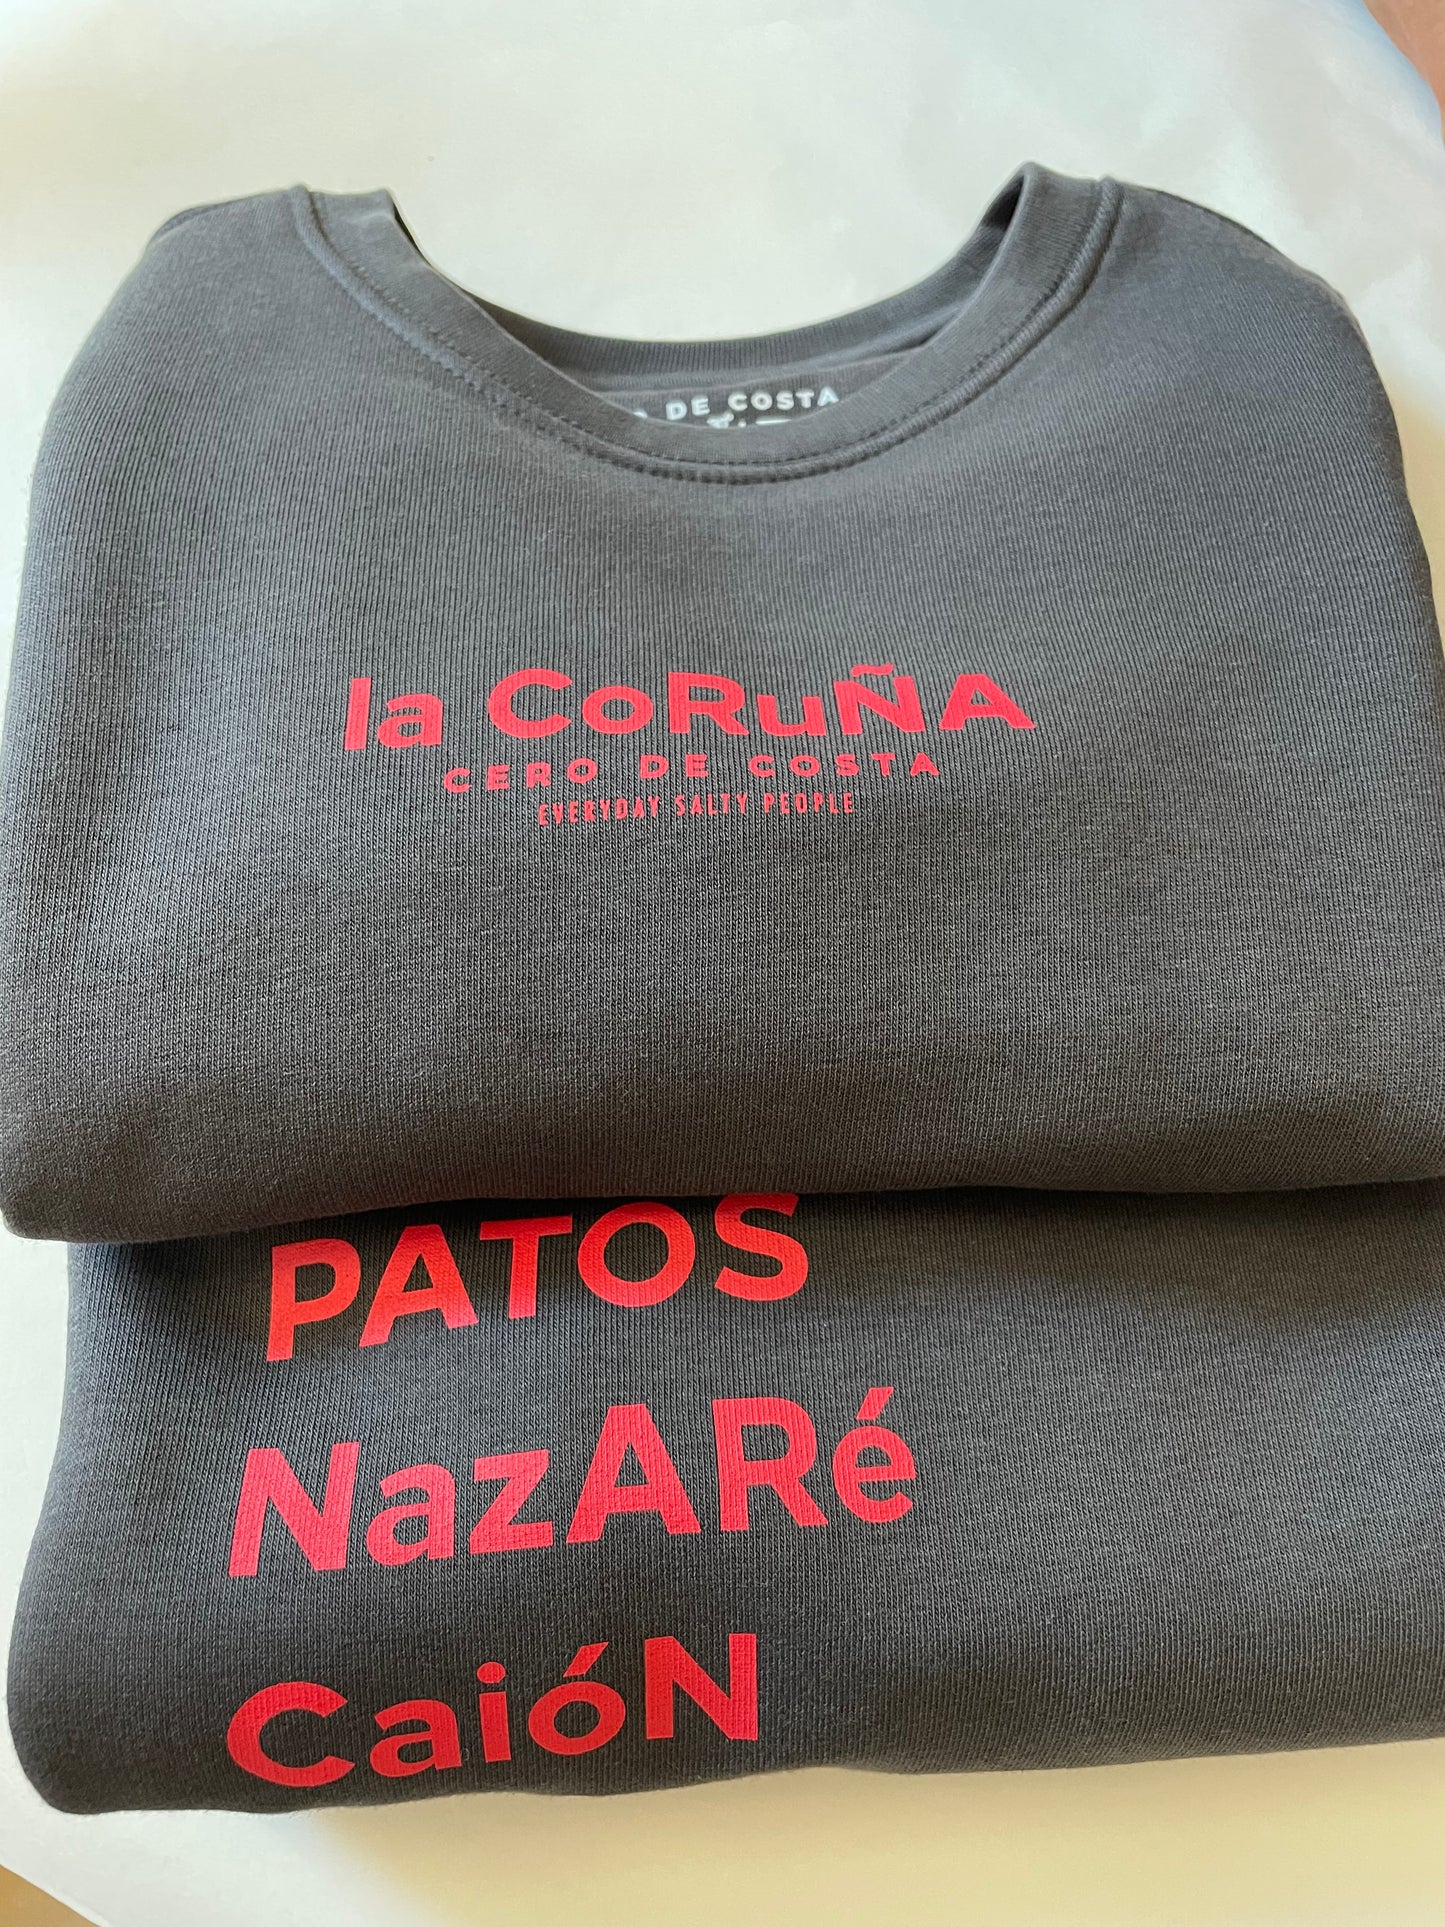 DE COSTA
la CoRuÑA
CERO DE COSTA
EVERYDAY SALTY PEOPLE
PATOS
NazARé
CaióN